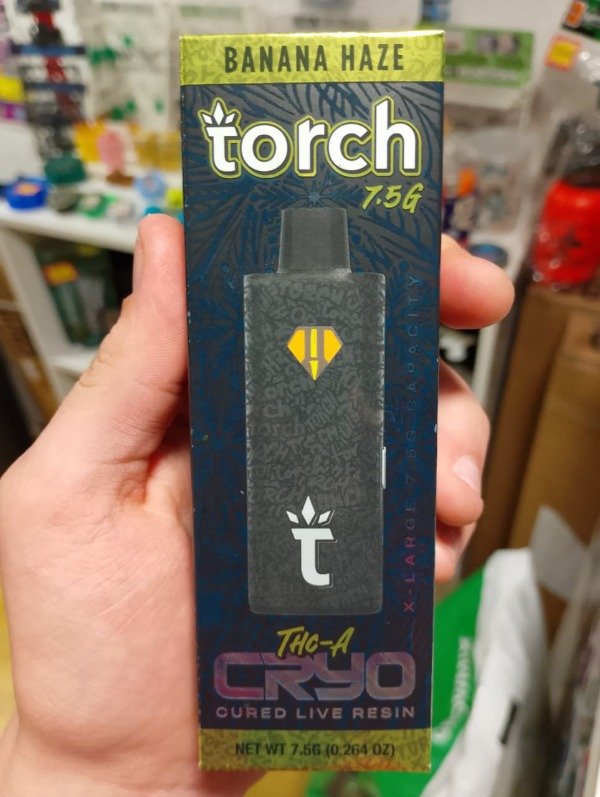 BANANA HAZE
torch
7.5G
X-LARGE 7.5G CAPACITY
t
THC-A
CRYO
CURED LIVE RESIN
NET WT 7.5G (0.264 OZ)